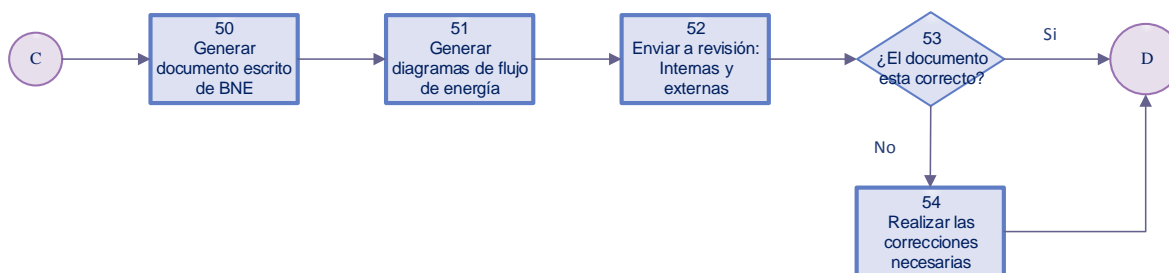 C
50
Generar
documento escrito
de BNE
51
Generar
diagramas de flujo
de energía
52
Enviar a revisión:
Internas y
externas
53
¿El documento
esta correcto?
Si
D
No
54
Realizar las
correcciones
necesarias